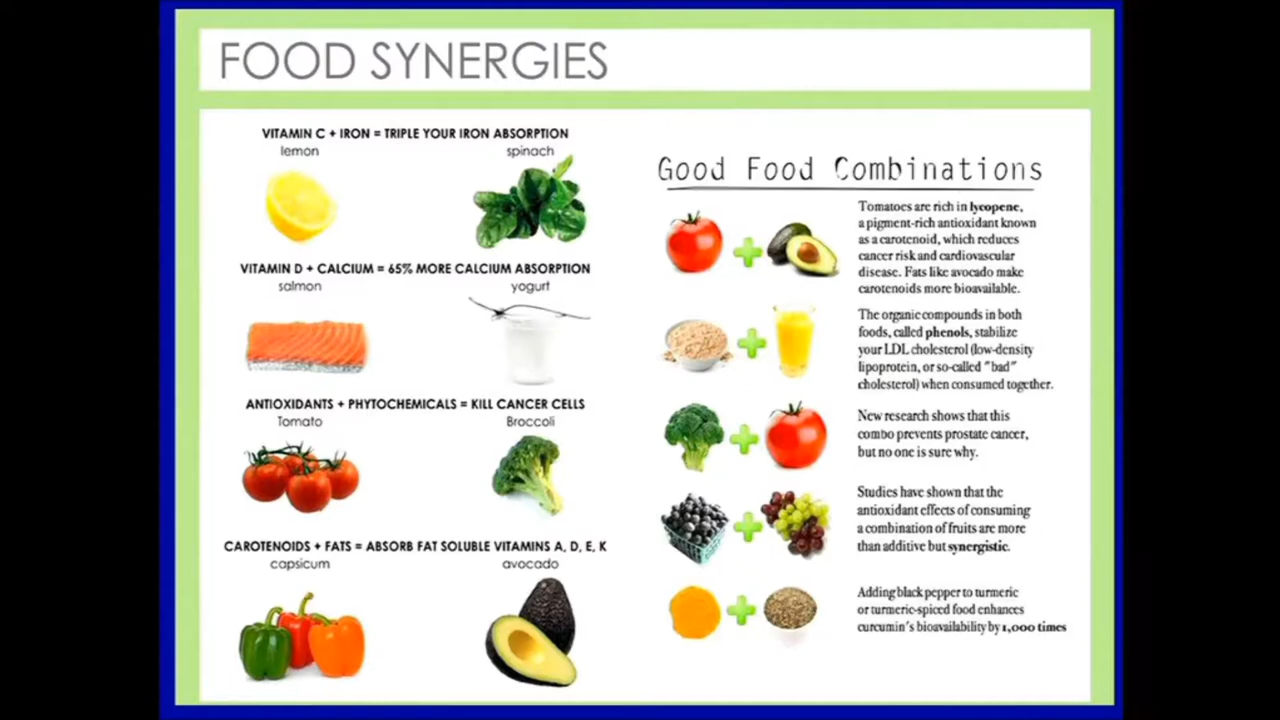 FOOD SYNERGIES
VITAMIN C + IRON = TRIPLE YOUR IRON ABSORPTION
lemon spinach
VITAMIN D + CALCIUM = 65% MORE CALCIUM ABSORPTION
salmon yogurt
ANTIOXIDANTS + PHYTOCHEMICALS = KILL CANCER CELLS
Tomato Broccoli
CAROTENOIDS + FATS = ABSORB FAT SOLUBLE VITAMINS A, D, E, K
capsicum avocado
Good Food Combinations
Tomatoes are rich in lycopene,
a pigment-rich antioxidant known
as a carotenoid, which reduces
cancer risk and cardiovascular
disease. Fats like avocado make
carotenoids more bioavailable.
The organic compounds in both
foods, called phenols, stabilize
your LDL cholesterol (low-density
lipoprotein, or so-called "bad"
cholesterol) when consumed together.
New research shows that this
combo prevents prostate cancer,
but no one is sure why.
Studies have shown that the
antioxidant effects of consuming
a combination of fruits are more
than additive but synergistic.
Adding black pepper to turmeric
or turmeric-spiced food enhances
curcumin's bioavailability by 1,000 times